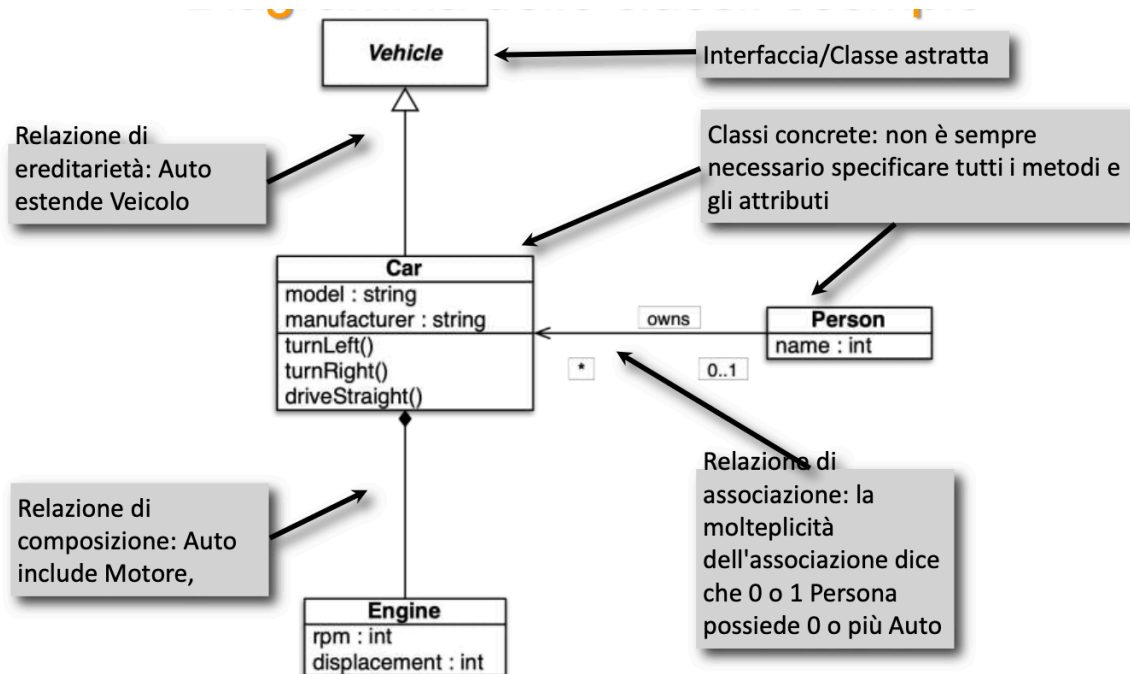 Vehicle
Interfaccia/Classe astratta
Relazione di
ereditarietà: Auto
estende Veicolo
Classi concrete: non è sempre
necessario specificare tutti i metodi e
gli attributi
Car
model : string
manufacturer : string
turnLeft()
turnRight()
driveStraight()
owns
*
0..1
Person
name : int
Relazione di
composizione: Auto
include Motore,
Relazione di
associazione: la
molteplicità
dell'associazione dice
che 0 o 1 Persona
possiede 0 o più Auto
Engine
rpm : int
displacement : int